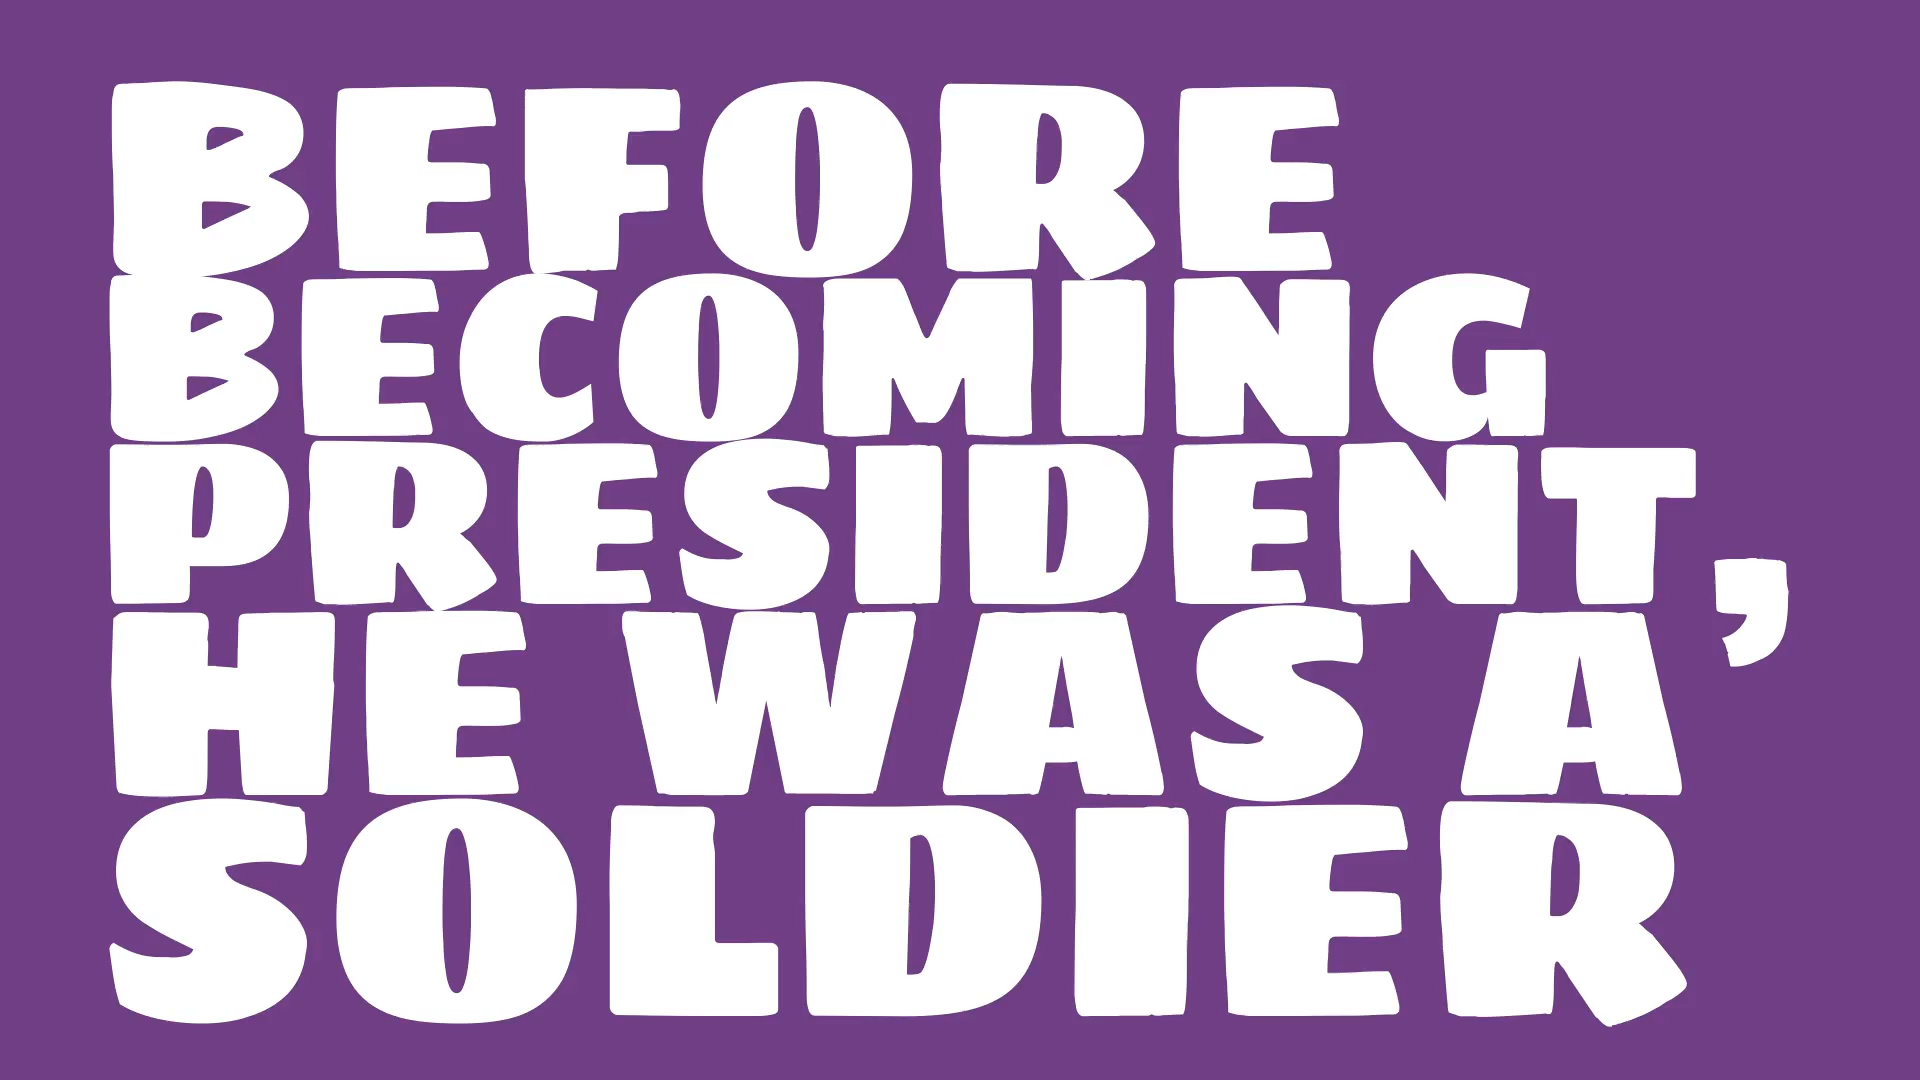 BEFORE
BECOMING
PRESIDENT,
HE WAS A
SOLDIER